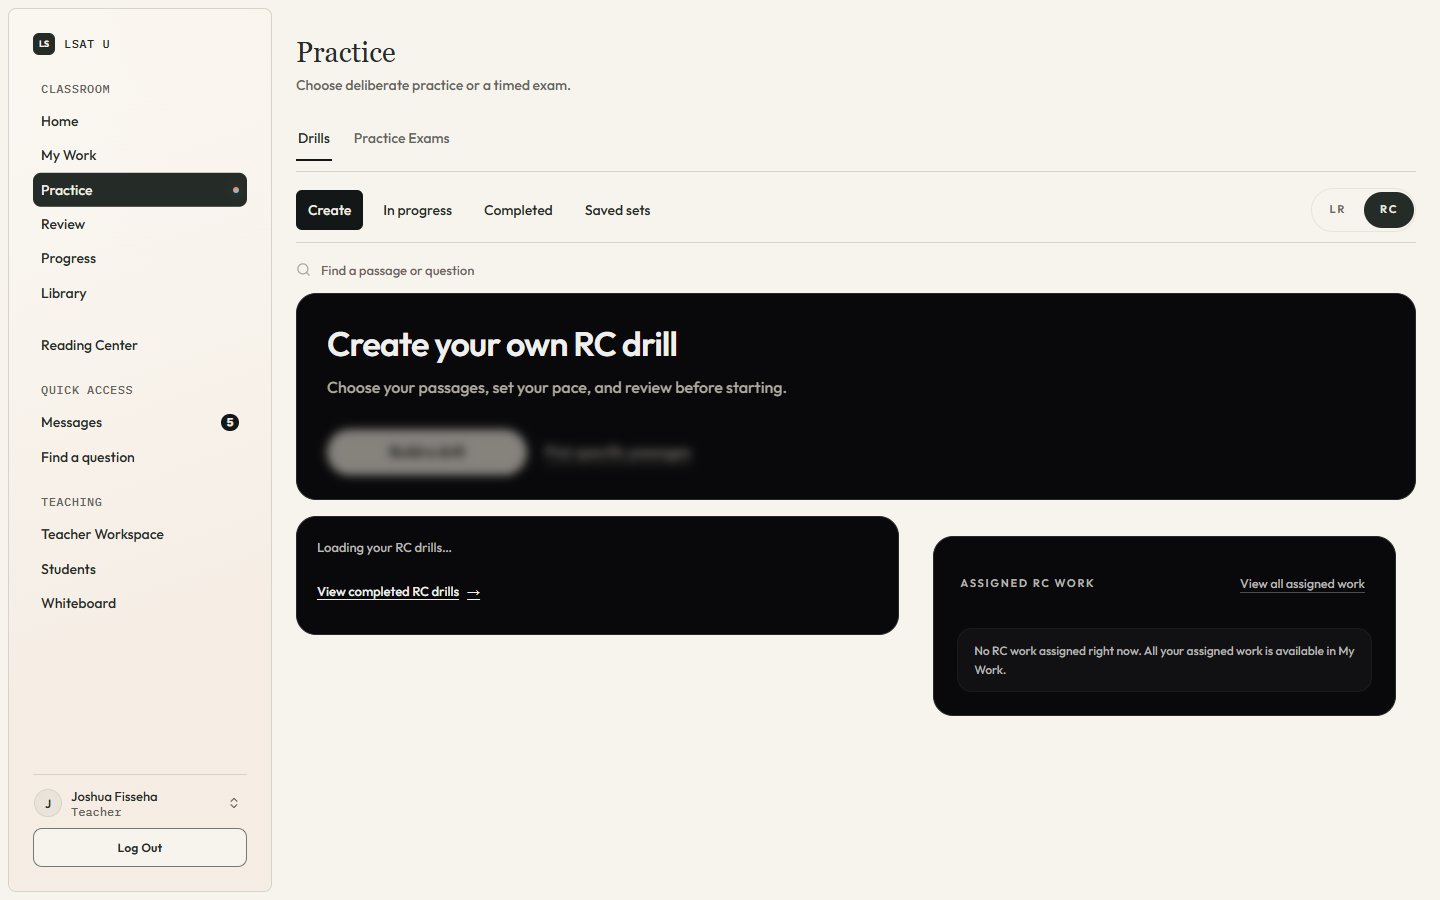 LS LSAT U
CLASSROOM
Home
My Work
Practice
Review
Progress
Library
Reading Center
QUICK ACCESS
Messages 5
Find a question
TEACHING
Teacher Workspace
Students
Whiteboard
J Joshua Fisseha
Teacher
Log Out
Practice
Choose deliberate practice or a timed exam.
Drills Practice Exams
Create In progress Completed Saved sets LR RC
Find a passage or question
Create your own RC drill
Choose your passages, set your pace, and review before starting.
Build a drill Pick specific passages
Loading your RC drills...
View completed RC drills →
ASSIGNED RC WORK View all assigned work
No RC work assigned right now. All your assigned work is available in My
Work.